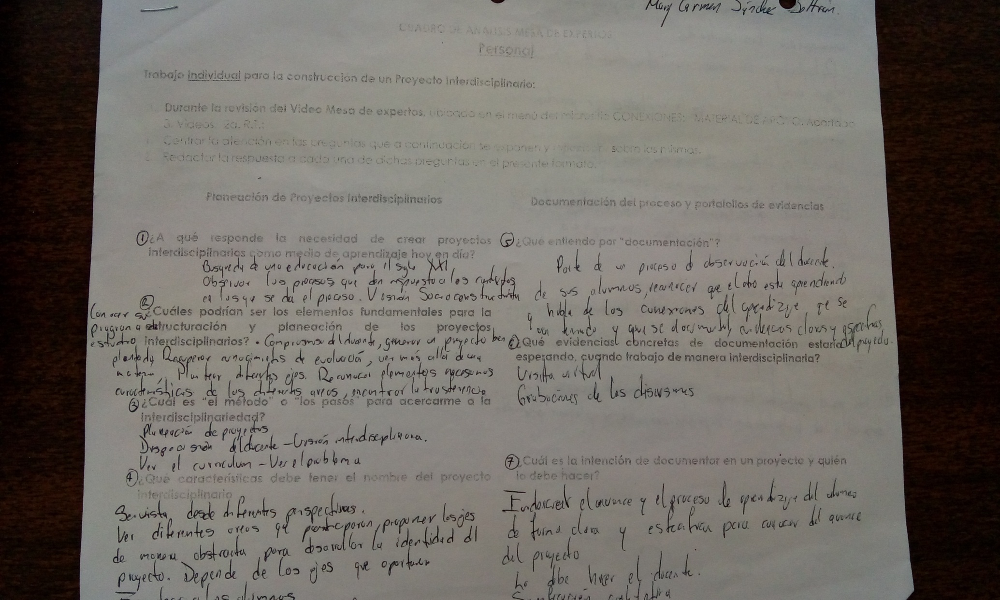 Mary Carmen Sánchez Beltrán.
CUADRO DE ANÁLISIS MESA DE EXPERTOS
Personal
Trabajo individual para la construcción de un Proyecto Interdisciplinario:
Durante la revisión del Video Mesa de expertos, ubicado en el menú del micrositio CONEXIONES: MATERIAL DE APOYO. Apartado
3. Videos. 2a. R.T.:
1. Centrar la atención en las preguntas que a continuación se exponen y sobre las mismas.
2. Redactar la respuesta a cada una de dichas preguntas en el presente formato.
Planeación de Proyectos Interdisciplinarios
① ¿A qué responde la necesidad de crear proyectos
interdisciplinarios como medio de aprendizaje hoy en día?
Busqueda de una educación para el siglo XXI,
Observar los procesos que den respuesta a los contextos
en los que se da el proceso. Visión Socioconstructivista
② ¿Cuáles podrían ser los elementos fundamentales para la
estructuración y planeación de los proyectos
interdisciplinarios?
Conocer su
programa de
estudio
• Compromiso del docente, generar un proyecto bien
planteado, Recuperar conocimientos de evaluación, ver más allá de una
materia, Plantear diferentes ejes. Reconocer elementos necesarios
características de las diferentes areas, encontrar la trasferencia
③ ¿Cuál es "el método" o "los pasos" para acercarme a la
interdisciplinariedad?
Planeación de proyectos
Disposición del docente – Visión interdisciplinaria.
Ver el curriculum – Ver el problema
④ ¿Qué características debe tener el nombre del proyecto
interdisciplinario
Ser vista desde diferentes perspectivas.
Ver diferentes areas que participaran, proponer los ejes
de manera abstracta para desarrollar la identidad del
proyecto. Depende de los ejes que aportaran
a los alumnos
Documentación del proceso y portafolios de evidencias
⑤ ¿Qué entiendo por "documentación"?
Parte de un proceso de observación del docente.
de sus alumnos, reconocer que el otro esta aprendiendo
y habla de las conexiones del aprendizaje que se
van teniendo y que se documenta evidencias claras y especificas
del proyecto.
⑥ ¿Qué evidencias concretas de documentación estaría
esperando, cuando trabajo de manera interdisciplinaria?
Visita virtual
Grabaciones de las discusiones
⑦ ¿Cuál es la intención de documentar en un proyecto y quién
lo debe hacer?
el avance y el proceso de aprendizaje del alumno
de forma clara y para conocer del avance
del proyecto
Lo debe hacer el docente.
cualitativa